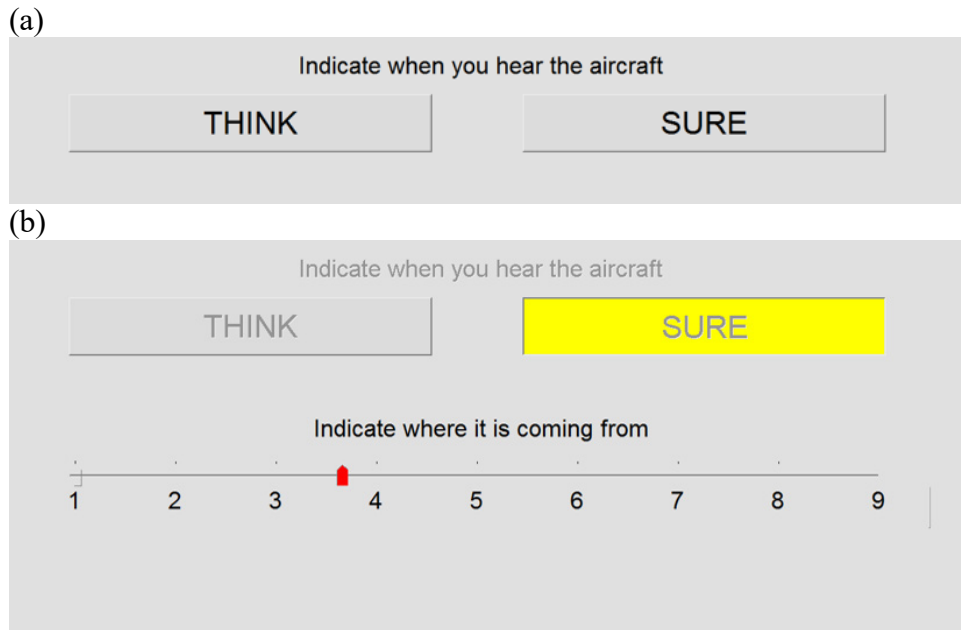 (a)
Indicate when you hear the aircraft
THINK SURE
(b)
Indicate when you hear the aircraft
THINK SURE
Indicate where it is coming from
1 2 3 4 5 6 7 8 9